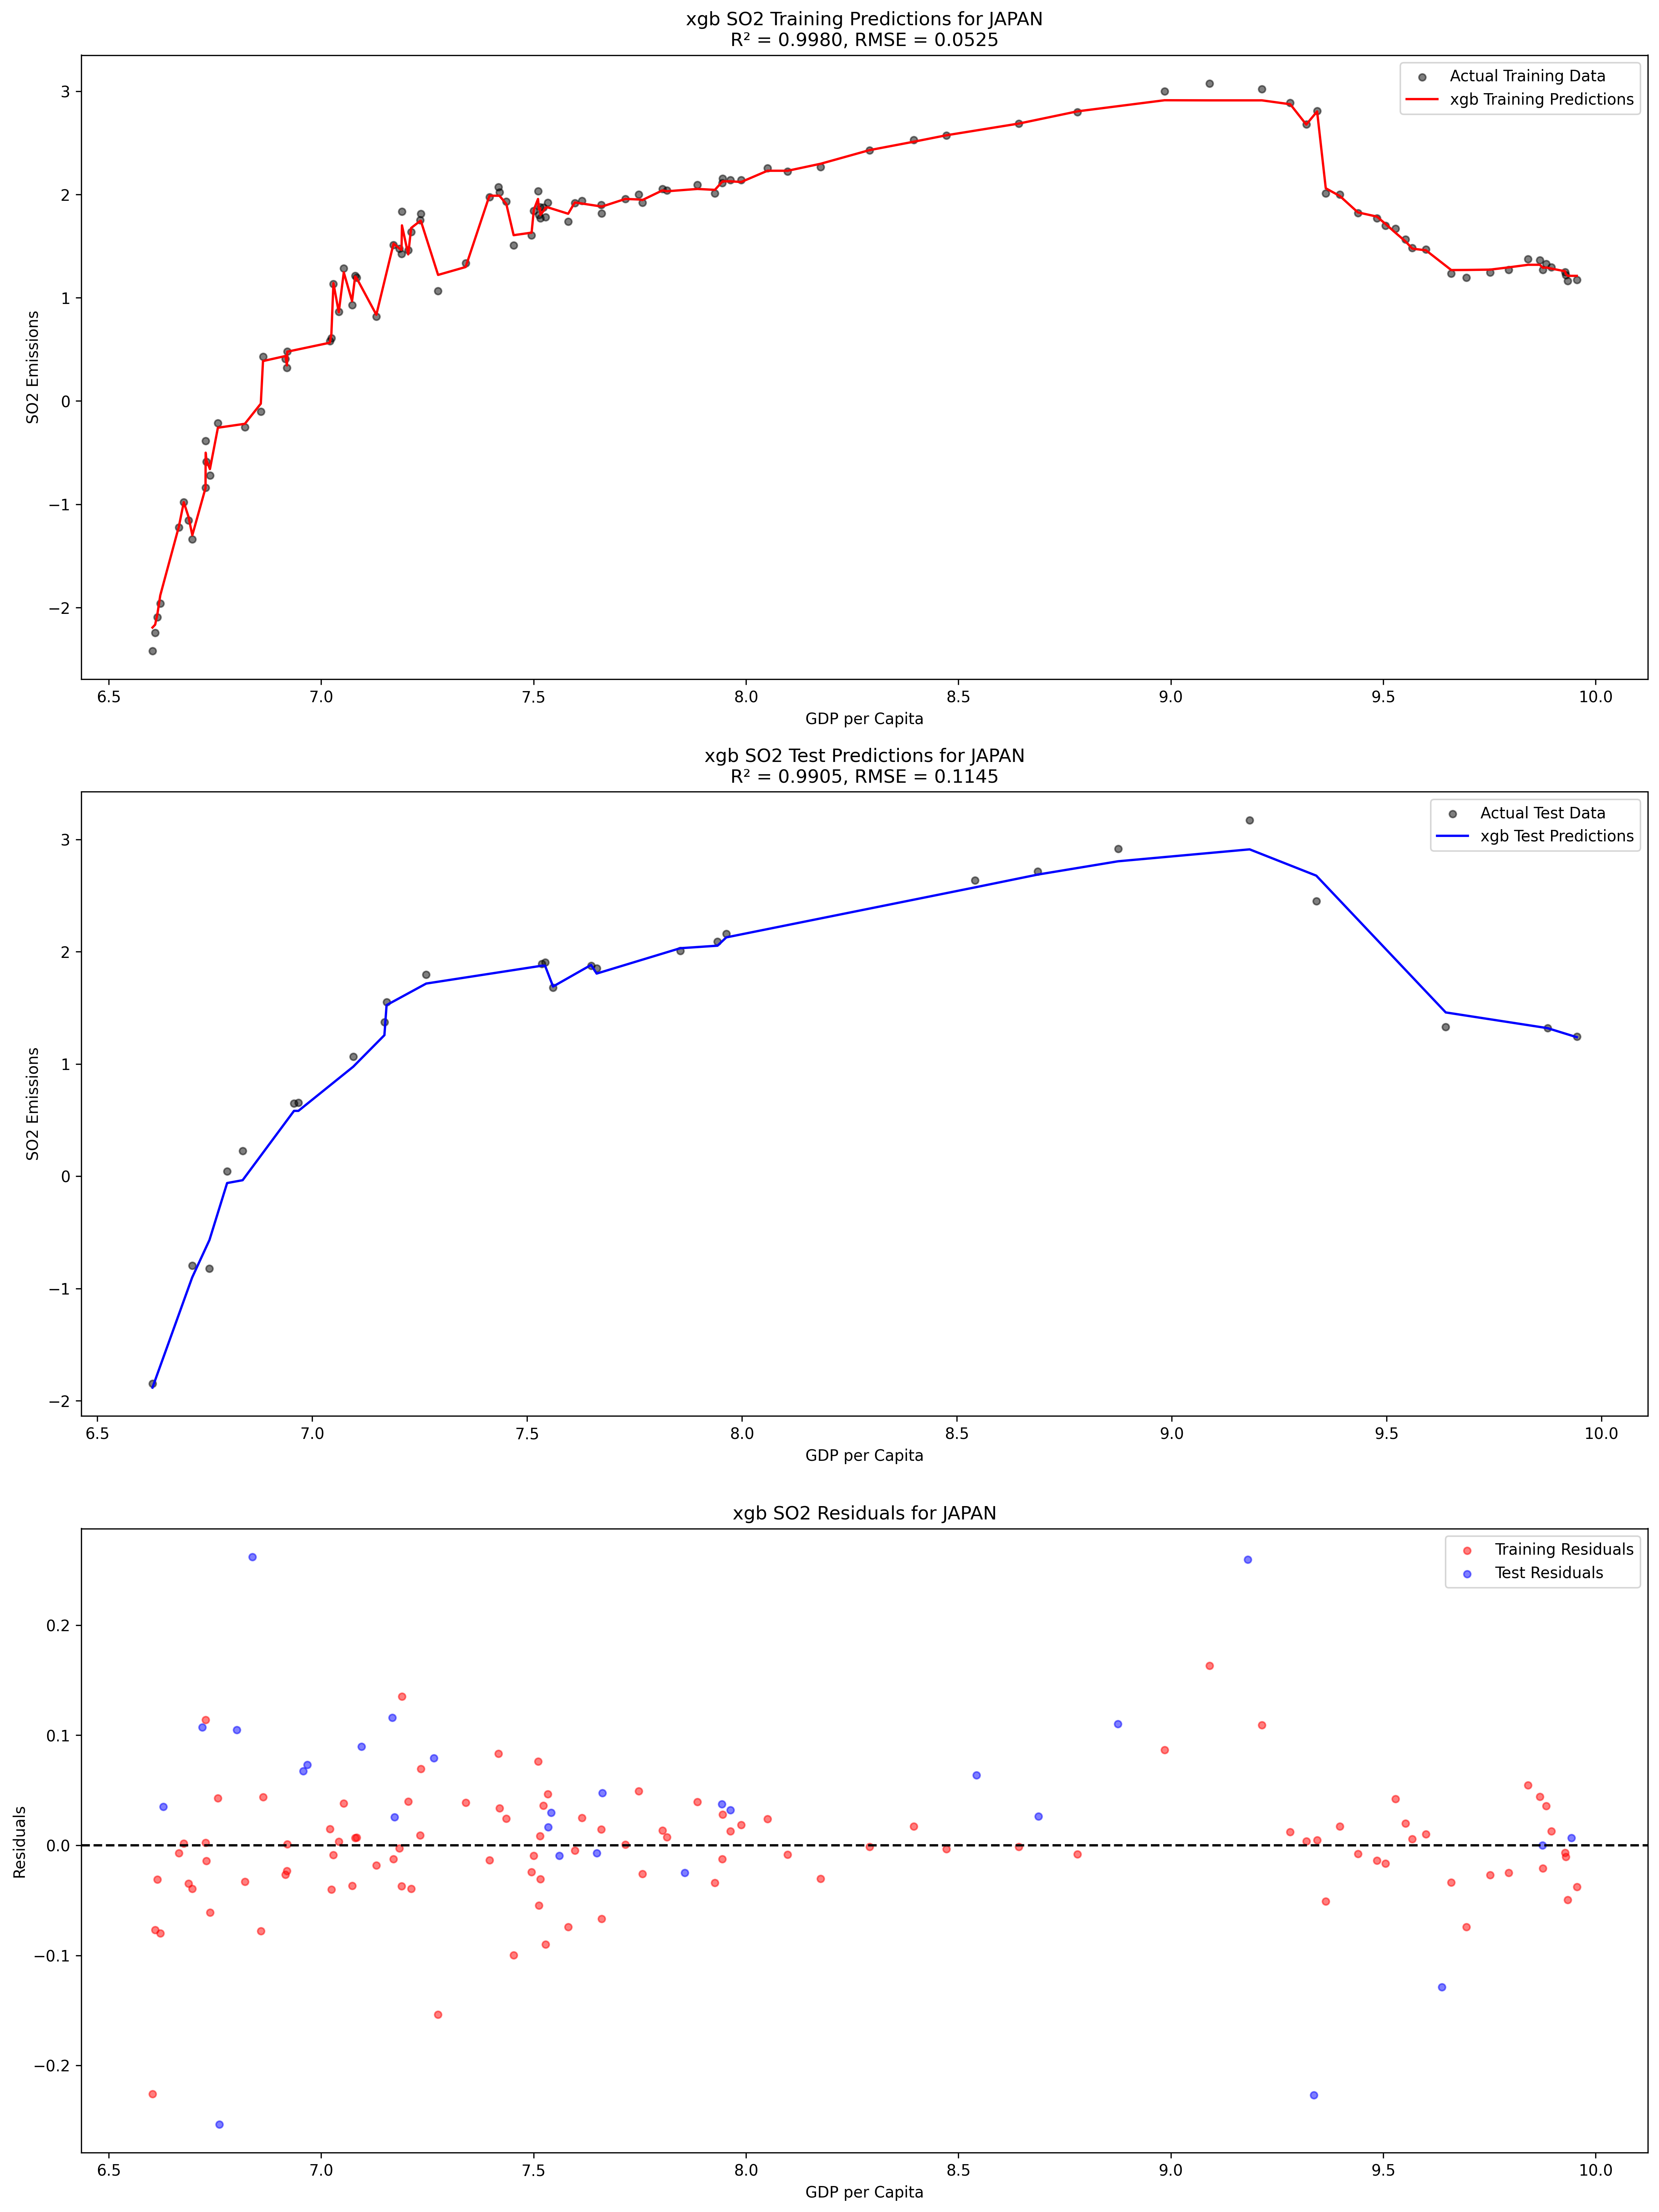 xgb SO2 Training Predictions for JAPAN
R² = 0.9980, RMSE = 0.0525
Actual Training Data
xgb Training Predictions
SO2 Emissions
3
2
1
0
−1
−2
6.5 7.0 7.5 8.0 8.5 9.0 9.5 10.0
GDP per Capita
xgb SO2 Test Predictions for JAPAN
R² = 0.9905, RMSE = 0.1145
Actual Test Data
xgb Test Predictions
SO2 Emissions
3
2
1
0
−1
−2
6.5 7.0 7.5 8.0 8.5 9.0 9.5 10.0
GDP per Capita
xgb SO2 Residuals for JAPAN
Training Residuals
Test Residuals
Residuals
0.2
0.1
0.0
−0.1
−0.2
6.5 7.0 7.5 8.0 8.5 9.0 9.5 10.0
GDP per Capita